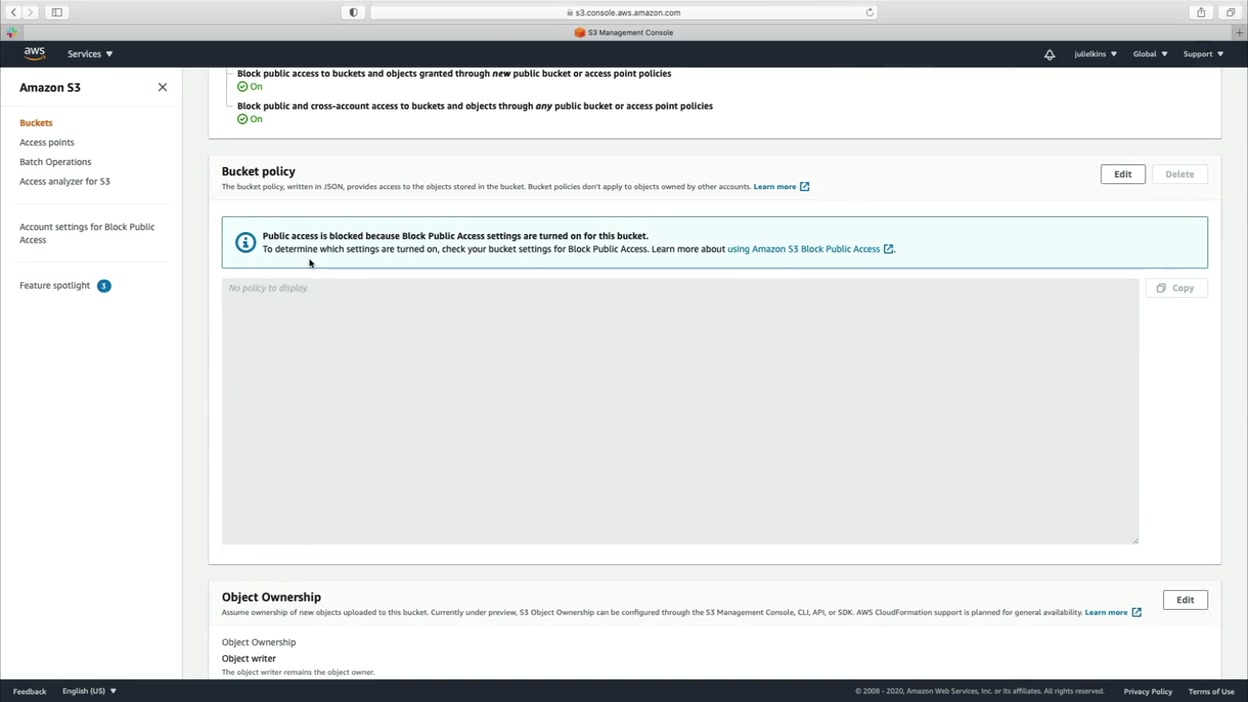 s3.console.aws.amazon.com
S3 Management Console
aws Services julielkins Global Support
Amazon S3
Buckets
Access points
Batch Operations
Access analyzer for S3
Account settings for Block Public
Access
Feature spotlight 3
Block public access to buckets and objects granted through new public bucket or access point policies
On
Block public and cross-account access to buckets and objects through any public bucket or access point policies
On
Bucket policy
The bucket policy, written in JSON, provides access to the objects stored in the bucket. Bucket policies don't apply to objects owned by other accounts. Learn more
Edit Delete
Public access is blocked because Block Public Access settings are turned on for this bucket.
To determine which settings are turned on, check your bucket settings for Block Public Access. Learn more about using Amazon S3 Block Public Access.
No policy to display.
Copy
Object Ownership
Assume ownership of new objects uploaded to this bucket. Currently under preview, S3 Object Ownership can be configured through the S3 Management Console, CLI, API, or SDK. AWS CloudFormation support is planned for general availability. Learn more
Edit
Object Ownership
Object writer
The object writer remains the object owner.
Feedback English (US) © 2008 - 2020, Amazon Web Services, Inc. or its affiliates. All rights reserved. Privacy Policy Terms of Use